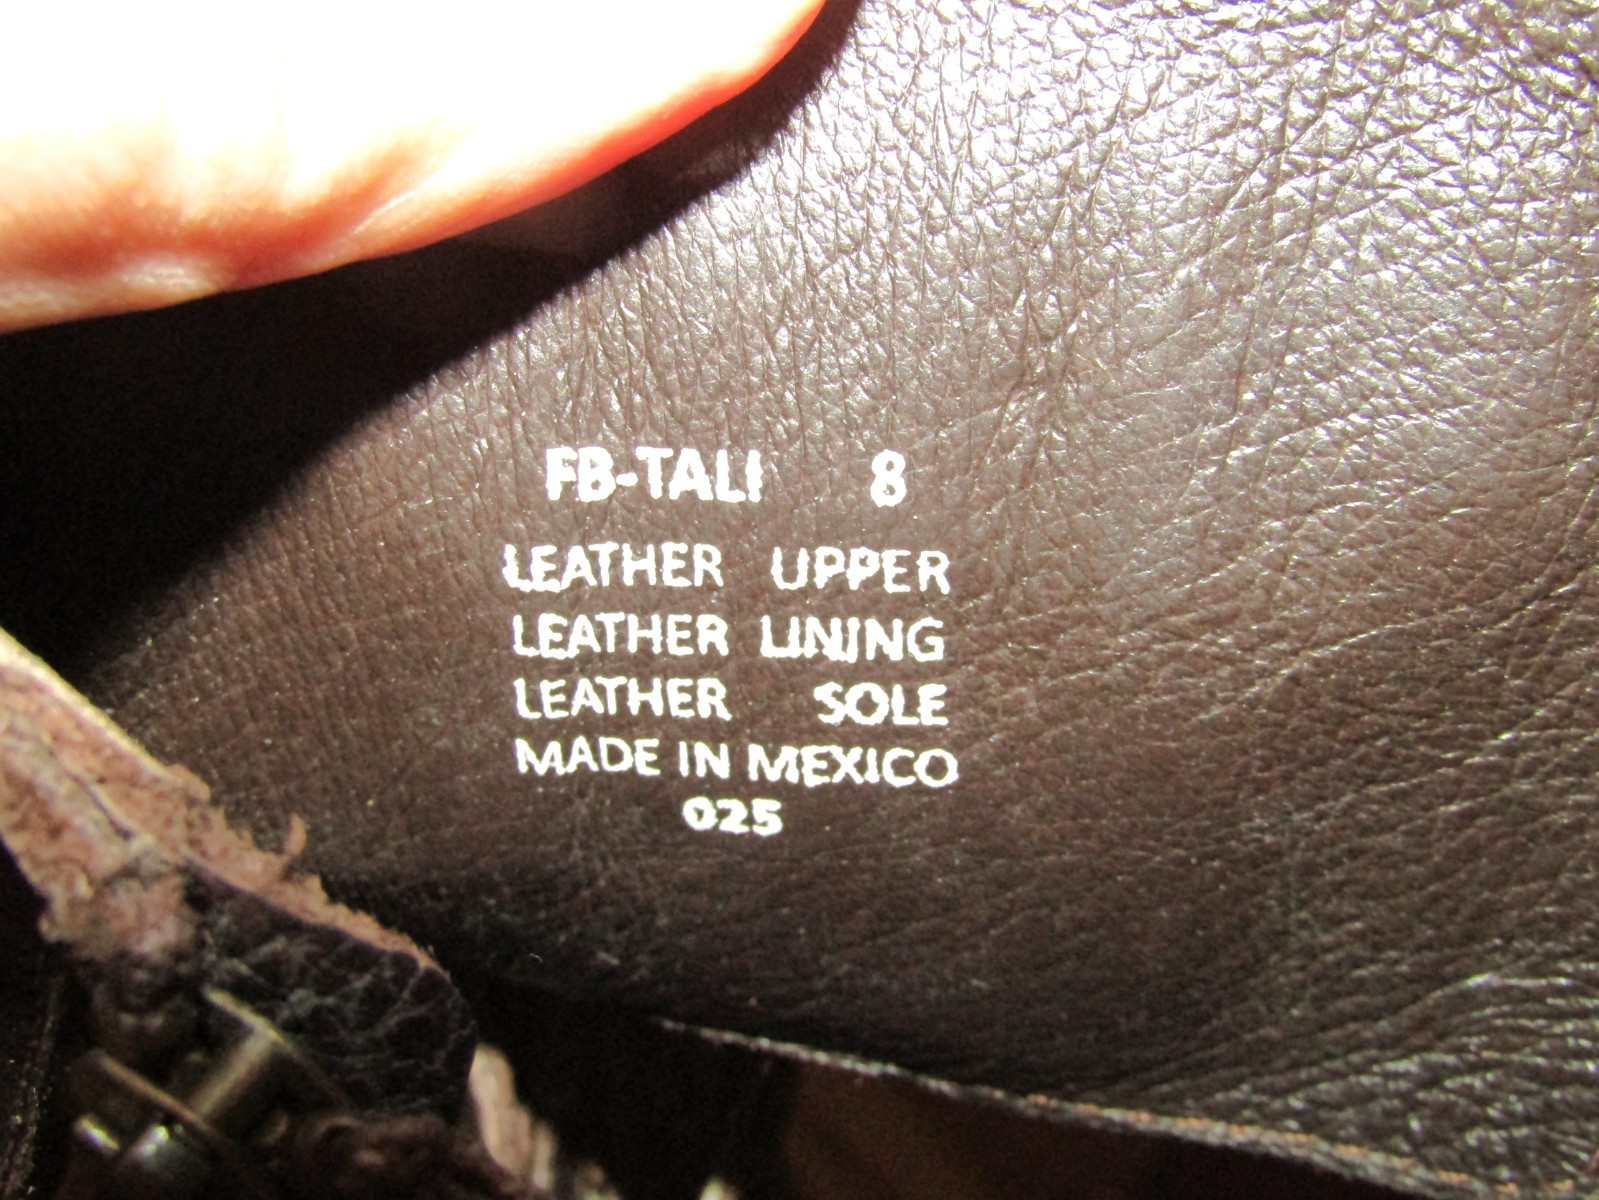 FB-TALI 8
LEATHER UPPER
LEATHER LINING
LEATHER SOLE
MADE IN MEXICO
025